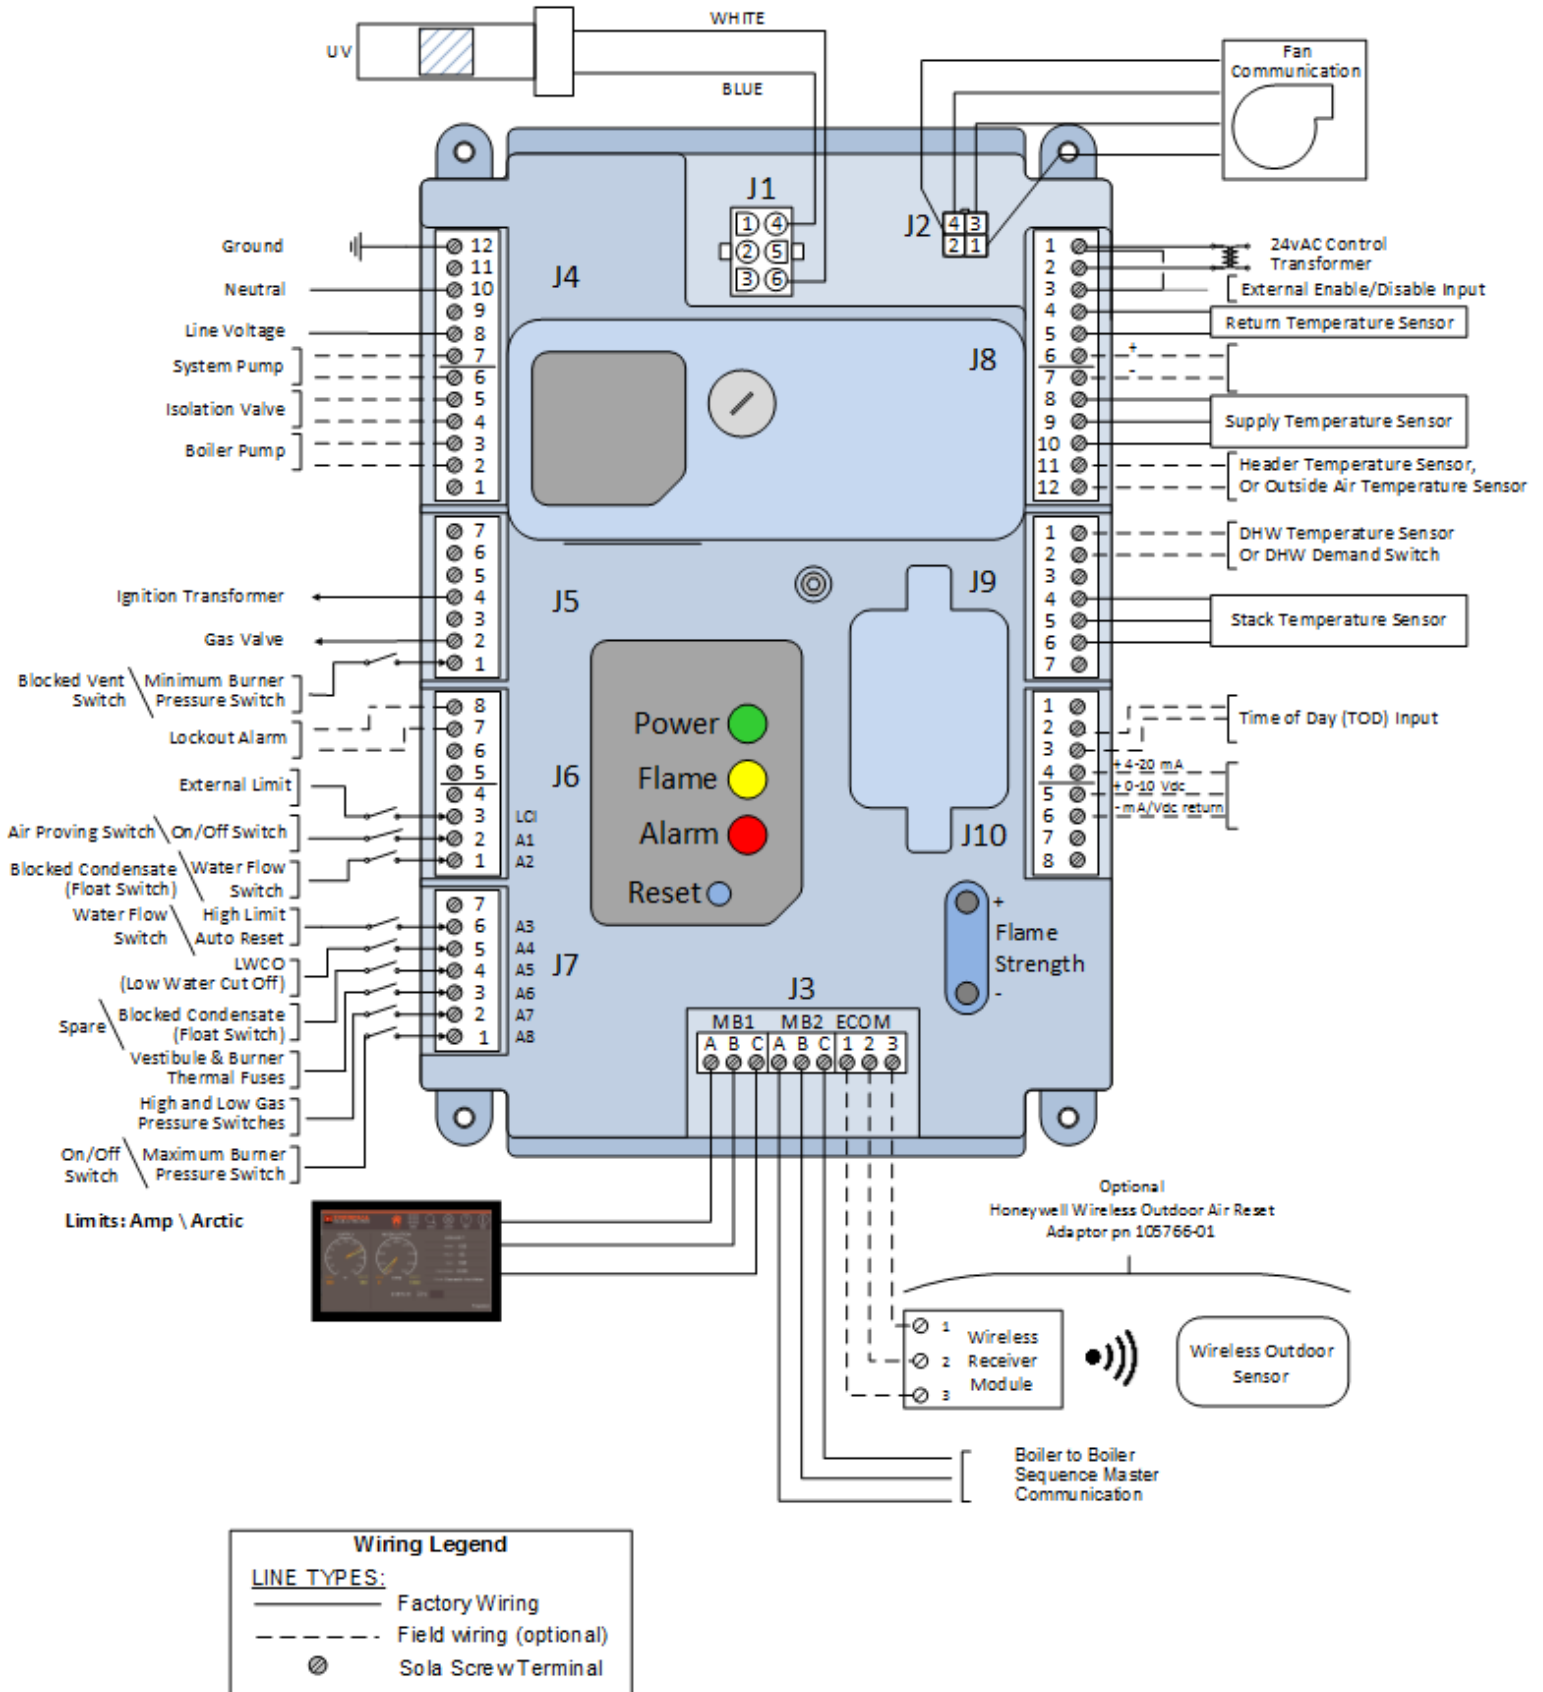 WHITE
UV
BLUE
Fan
Communication
J1
1 4
2 5
3 6
J2
4 3
2 1
Ground
Neutral
Line Voltage
System Pump
Isolation Valve
Boiler Pump
12
11
10
9
8
7
6
5
4
3
2
1
J4
J8
1
2
3
4
5
6
7
8
9
10
11
12
24vAC Control
Transformer
External Enable/Disable Input
Return Temperature Sensor
+
-
Supply Temperature Sensor
Header Temperature Sensor,
Or Outside Air Temperature Sensor
Ignition Transformer
Gas Valve
Blocked Vent
Switch
\
Minimum Burner
Pressure Switch
7
6
5
4
3
2
1
J5
J9
1
2
3
4
5
6
7
DHW Temperature Sensor
Or DHW Demand Switch
Stack Temperature Sensor
Lockout Alarm
External Limit
Air Proving Switch \ On/Off Switch
Blocked Condensate
(Float Switch)
\
Water Flow
Switch
8
7
6
5
4
3 LCI
2 A1
1 A2
J6
Power
Flame
Alarm
Reset
J10
1
2
3
4
5
6
7
8
Time of Day (TOD) Input
+ 4-20 mA
+ 0-10 Vdc
- mA/Vdc return
Water Flow
Switch
\
High Limit
Auto Reset
LWCO
(Low Water Cut Off)
Spare \
Blocked Condensate
(Float Switch)
Vestibule & Burner
Thermal Fuses
High and Low Gas
Pressure Switches
On/Off
Switch
\
Maximum Burner
Pressure Switch
7
6 A3
5 A4
4 A5
3 A6
2 A7
1 A8
J7
+
Flame
Strength
-
J3
MB1 MB2 ECOM
A B C A B C 1 2 3
Limits: Amp \ Arctic
Optional
Honeywell Wireless Outdoor Air Reset
Adaptor pn 105766-01
1
2
3
Wireless
Receiver
Module
Wireless Outdoor
Sensor
Boiler to Boiler
Sequence Master
Communication
Wiring Legend
LINE TYPES:
Factory Wiring
Field wiring (optional)
Sola Screw Terminal